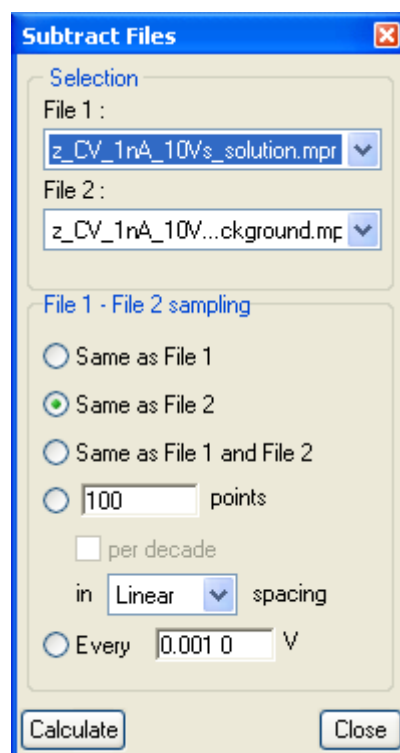 Subtract Files
Selection
File 1 :
z_CV_1nA_10Vs_solution.mpr
File 2 :
z_CV_1nA_10V...ckground.mp
File 1 - File 2 sampling
Same as File 1
Same as File 2
Same as File 1 and File 2
100 points
per decade
in Linear spacing
Every 0.001 0 V
Calculate Close